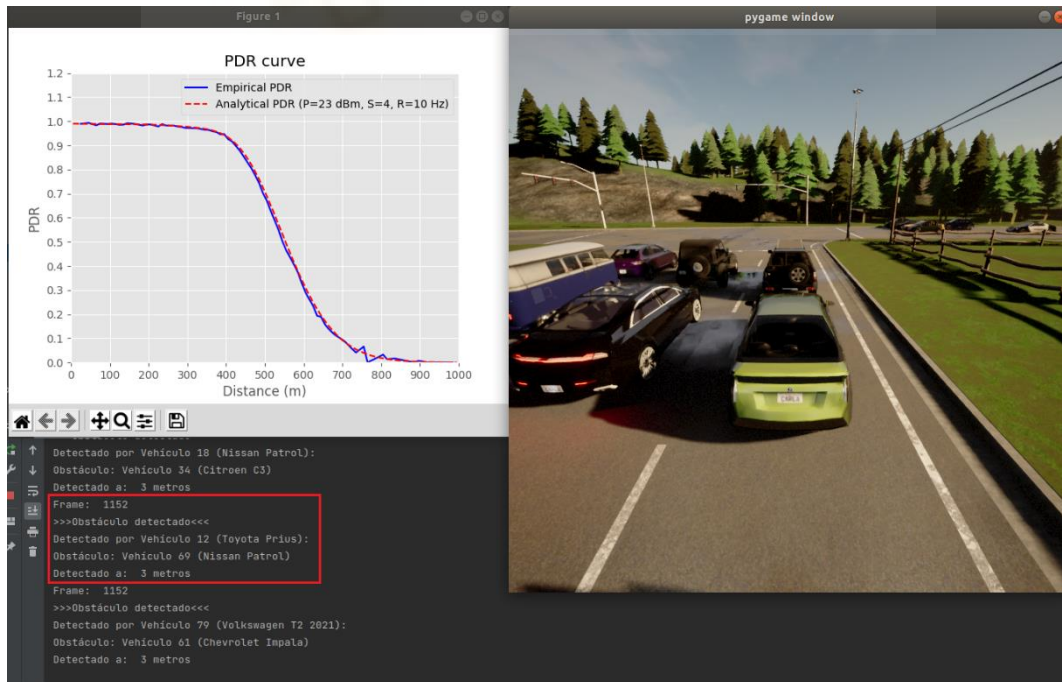 Figure 1
PDR curve
Empirical PDR
Analytical PDR (P=23 dBm, S=4, R=10 Hz)
1.2
1.1
1.0
0.9
0.8
0.7
0.6
0.5
0.4
0.3
0.2
0.1
0.0
PDR
0 100 200 300 400 500 600 700 800 900 1000
Distance (m)
Detectado por Vehículo 18 (Nissan Patrol):
Obstáculo: Vehículo 34 (Citroen C3)
Detectado a:  3 metros
Frame:  1152
>>>Obstáculo detectado<<<
Detectado por Vehículo 12 (Toyota Prius):
Obstáculo: Vehículo 69 (Nissan Patrol)
Detectado a:  3 metros
Frame:  1152
>>>Obstáculo detectado<<<
Detectado por Vehículo 79 (Volkswagen T2 2021):
Obstáculo: Vehículo 61 (Chevrolet Impala)
Detectado a:  3 metros
pygame window
CARLA